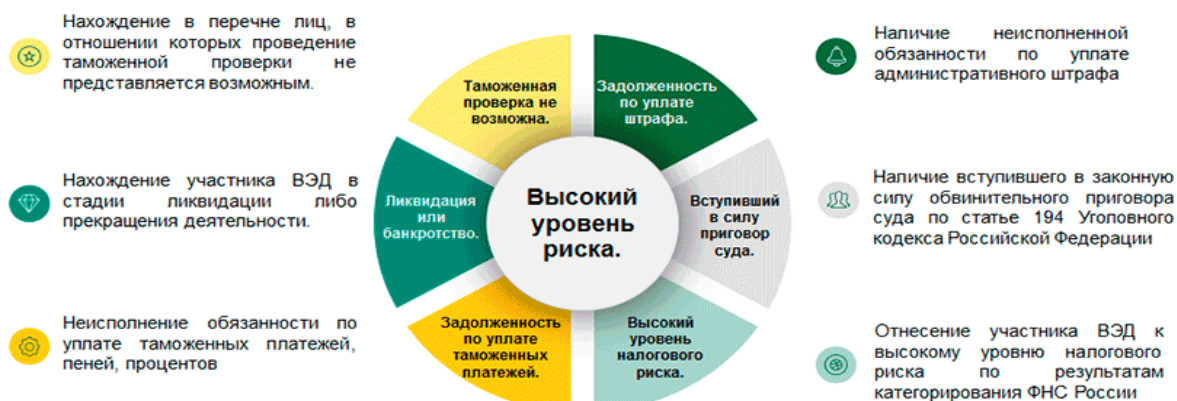 Нахождение в перечне лиц, в
отношении которых проведение
таможенной проверки не
представляется возможным.
Нахождение участника ВЭД в
стадии ликвидации либо
прекращения деятельности.
Неисполнение обязанности по
уплате таможенных платежей,
пеней, процентов
Таможенная
проверка не
возможна.
Задолженность
по уплате
штрафа.
Ликвидация
или
банкротство.
Высокий
уровень
риска.
Вступивший
в силу
приговор
суда.
Задолженность
по уплате
таможенных
платежей.
Высокий
уровень
налогового
риска.
Наличие неисполненной
обязанности по уплате
административного штрафа
Наличие вступившего в законную
силу обвинительного приговора
суда по статье 194 Уголовного
кодекса Российской Федерации
Отнесение участника ВЭД к
высокому уровню налогового
риска по результатам
категорирования ФНС России